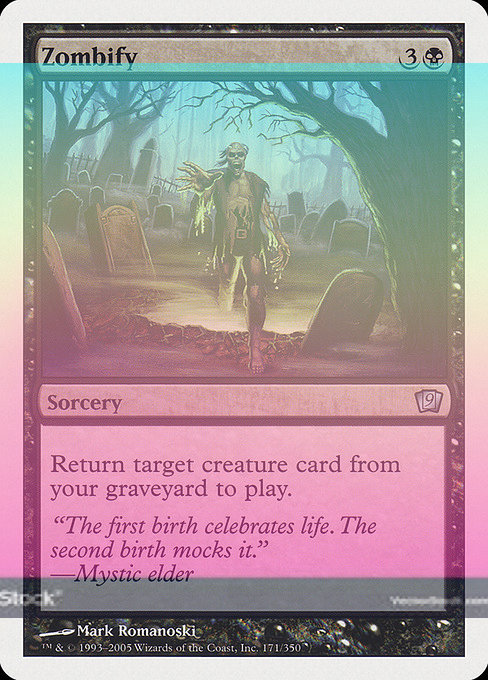 Zombify 3
Sorcery 9
Return target creature card from
your graveyard to play.
“The first birth celebrates life. The
second birth mocks it.”
—Mystic elder
Stock
Mark Romanoski
™ & © 1993–2005 Wizards of the Coast, Inc. 171/350